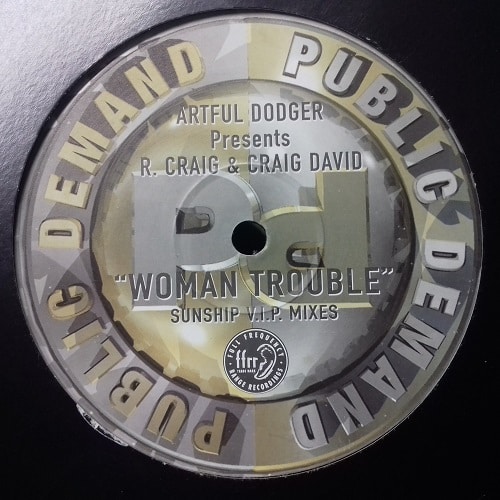 PUBLIC DEMAND
PUBLIC DEMAND
ARTFUL DODGER
Presents
R. CRAIG & CRAIG DAVID
Pd
"WOMAN TROUBLE"
SUNSHIP V.I.P. MIXES
FULL FREQUENCY
ffrr
RANGE RECORDINGS